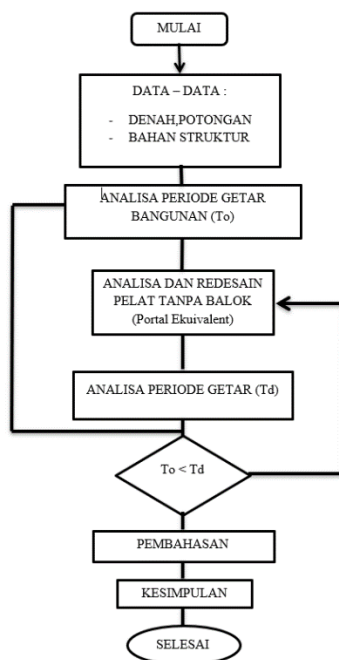 MULAI
DATA – DATA :
- DENAH,POTONGAN
- BAHAN STRUKTUR
ANALISA PERIODE GETAR
BANGUNAN (To)
ANALISA DAN REDESAIN
PELAT TANPA BALOK
(Portal Ekuivalent)
ANALISA PERIODE GETAR (Td)
To < Td
PEMBAHASAN
KESIMPULAN
SELESAI